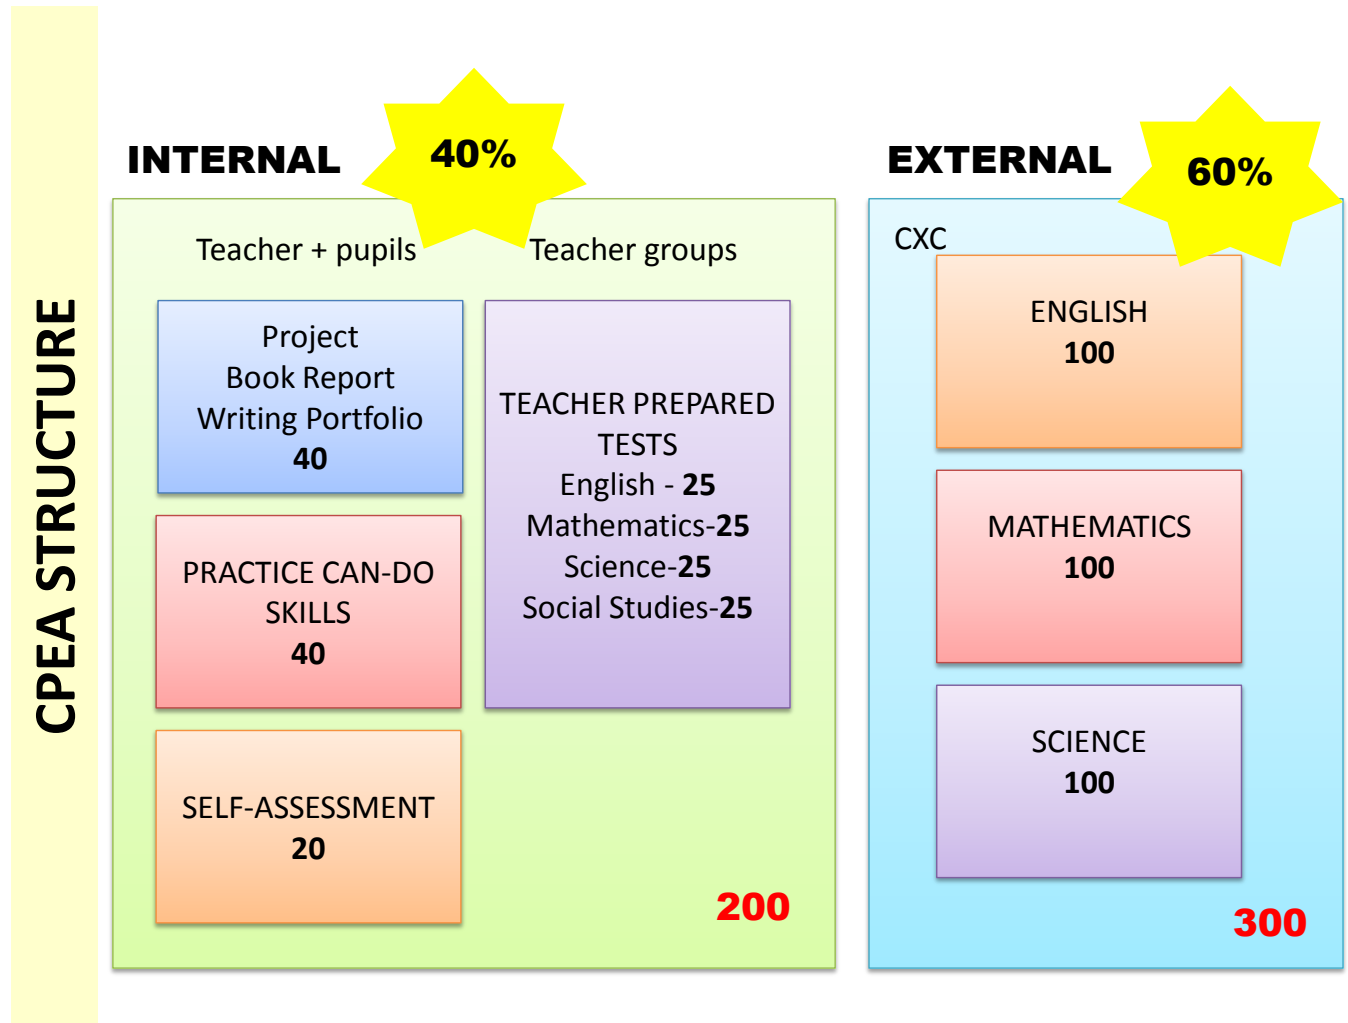 CPEA STRUCTURE
INTERNAL
40%
Teacher + pupils
Teacher groups
Project
Book Report
Writing Portfolio
40
PRACTICE CAN-DO
SKILLS
40
SELF-ASSESSMENT
20
TEACHER PREPARED
TESTS
English - 25
Mathematics-25
Science-25
Social Studies-25
200
EXTERNAL
60%
CXC
ENGLISH
100
MATHEMATICS
100
SCIENCE
100
300